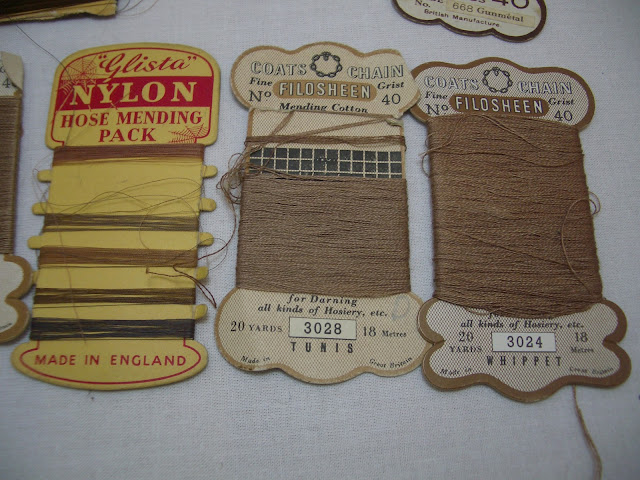 "Glista"
NYLON
HOSE MENDING
PACK
MADE IN ENGLAND
COATS CHAIN
Fine FILOSHEEN Grist
Nº 40
Mending Cotton
for Darning
all kinds of Hosiery, etc.
20 YARDS 3028 18 Metres
TUNIS
Made in Great Britain
COATS CHAIN
Fine Grist
Nº FILOSHEEN 40
all kinds of Hosiery, etc.
20 YARDS 3024 18 Metres
WHIPPET
Made in Great Britain
40
No. 668 Gunmetal
British Manufacture